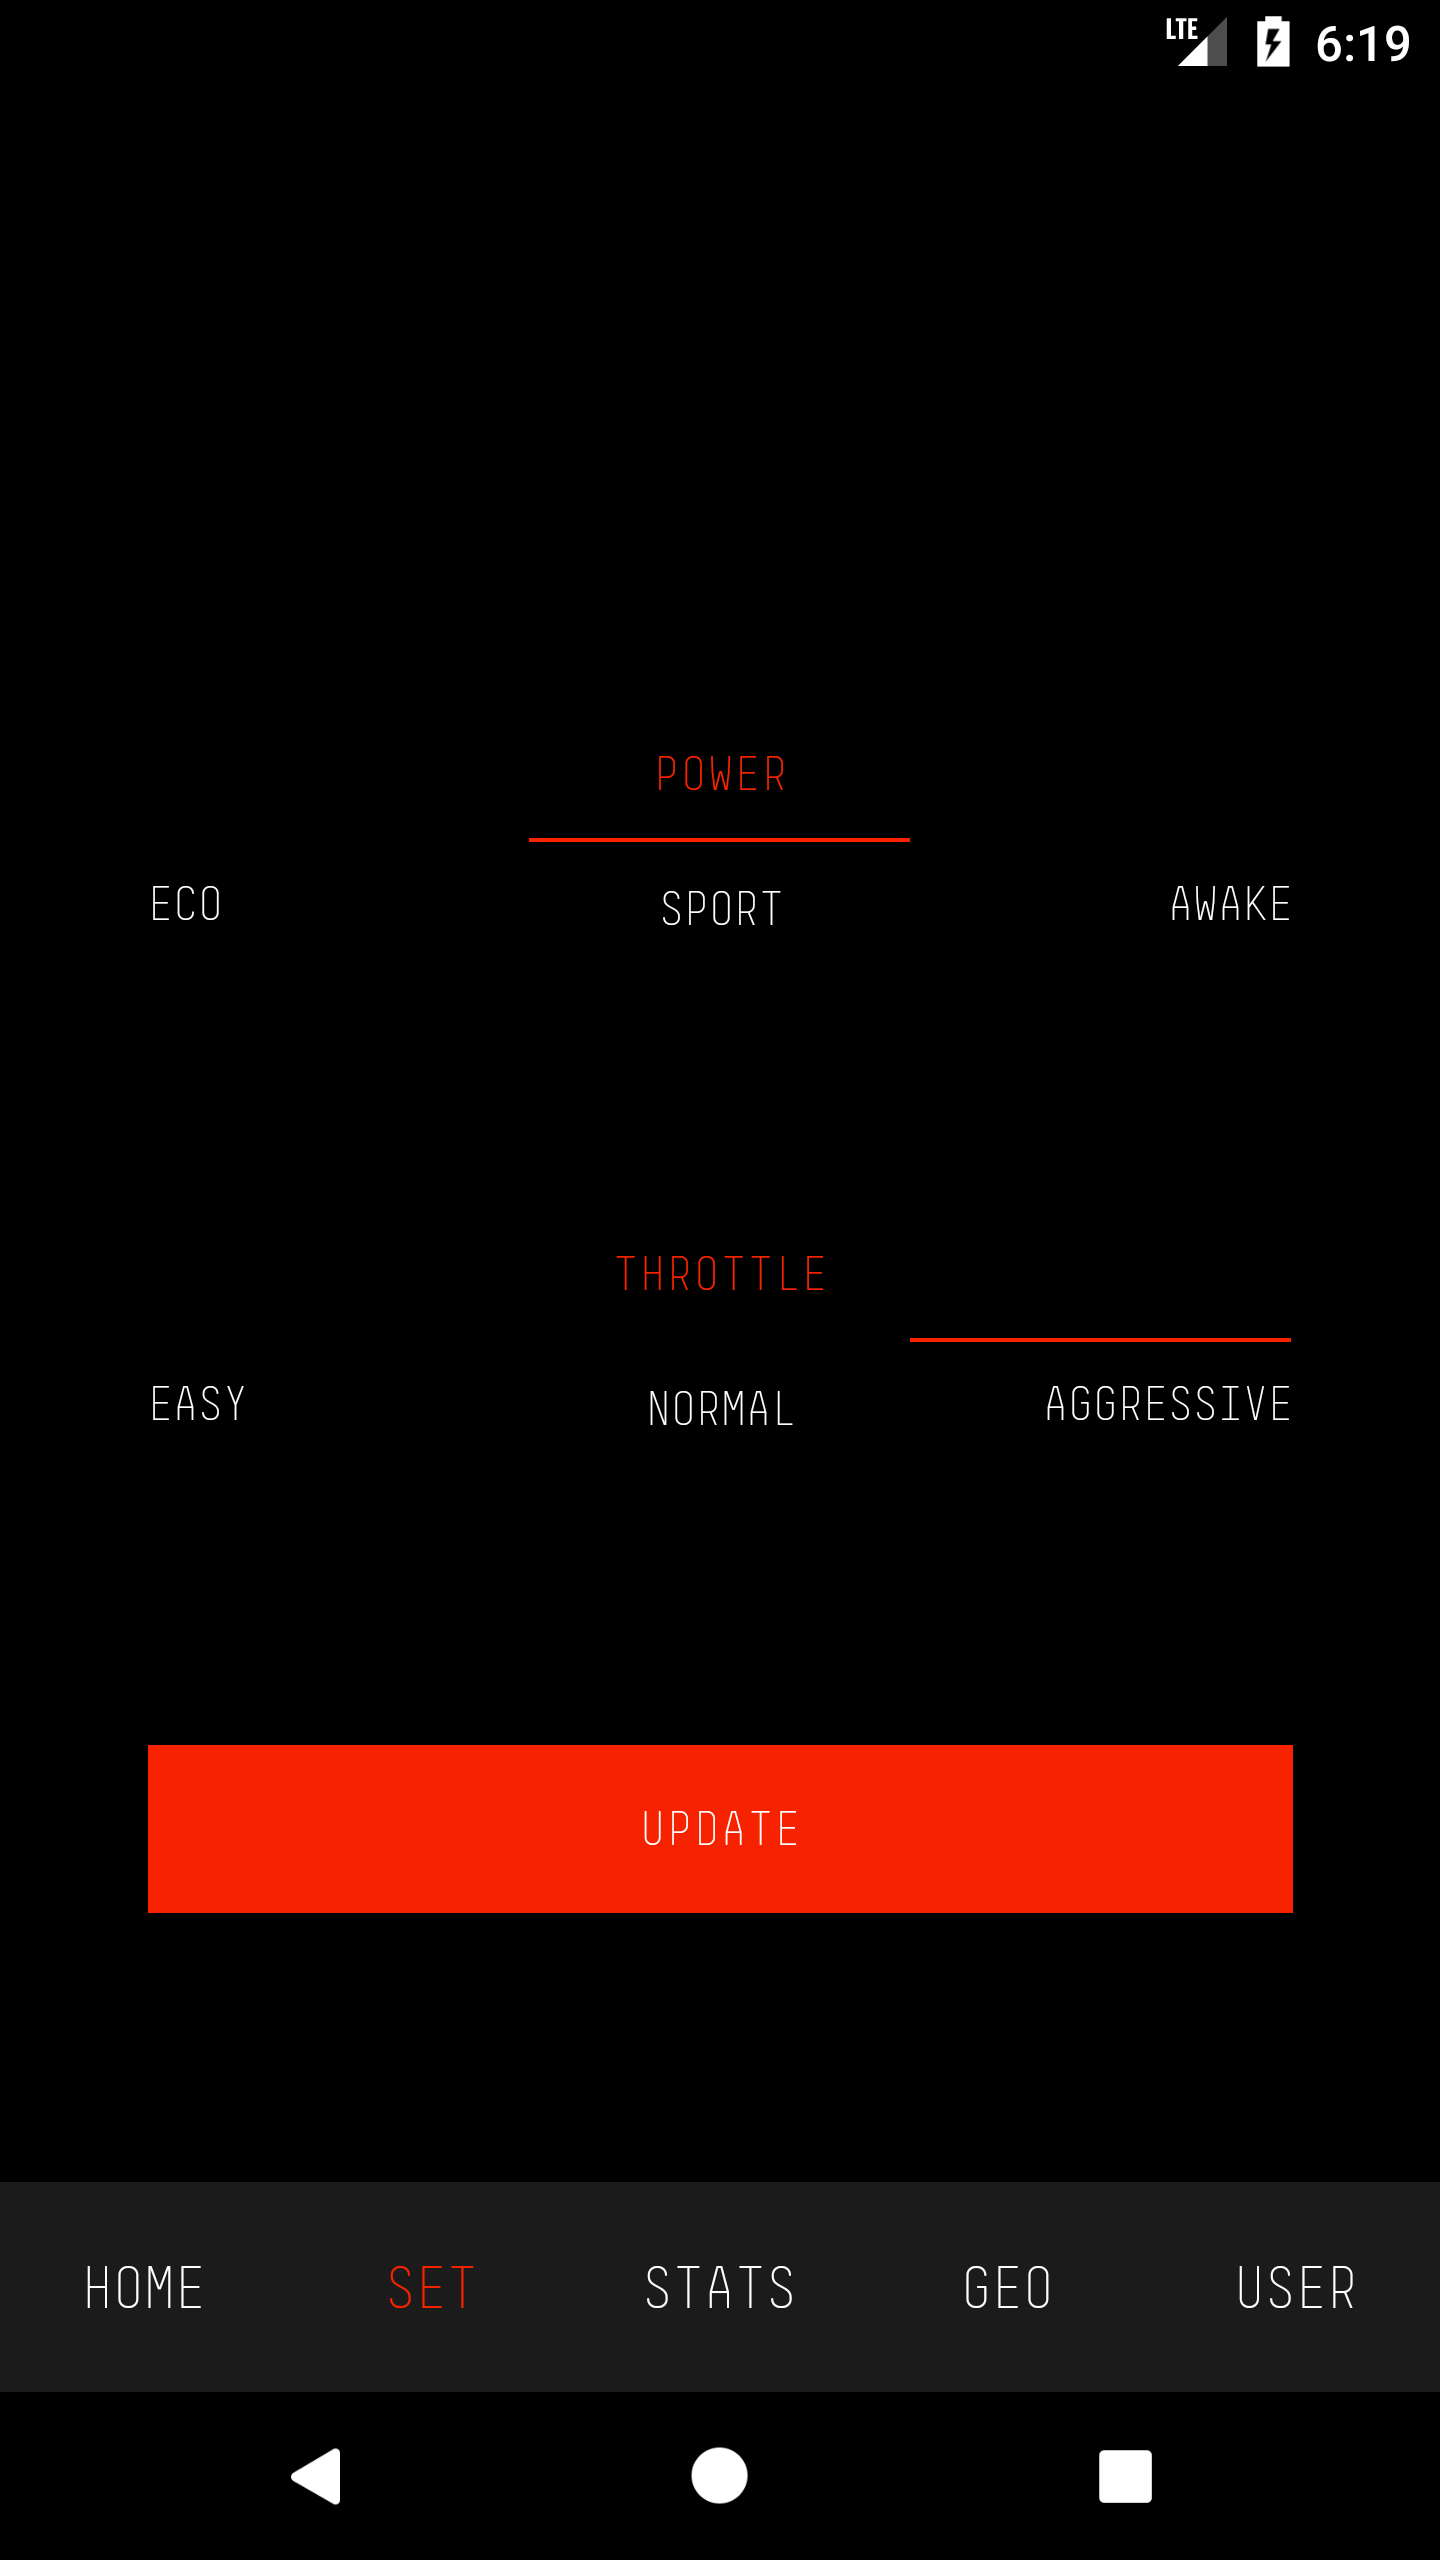 LTE 6:19
POWER
ECO SPORT AWAKE
THROTTLE
EASY NORMAL AGGRESSIVE
UPDATE
HOME SET STATS GEO USER